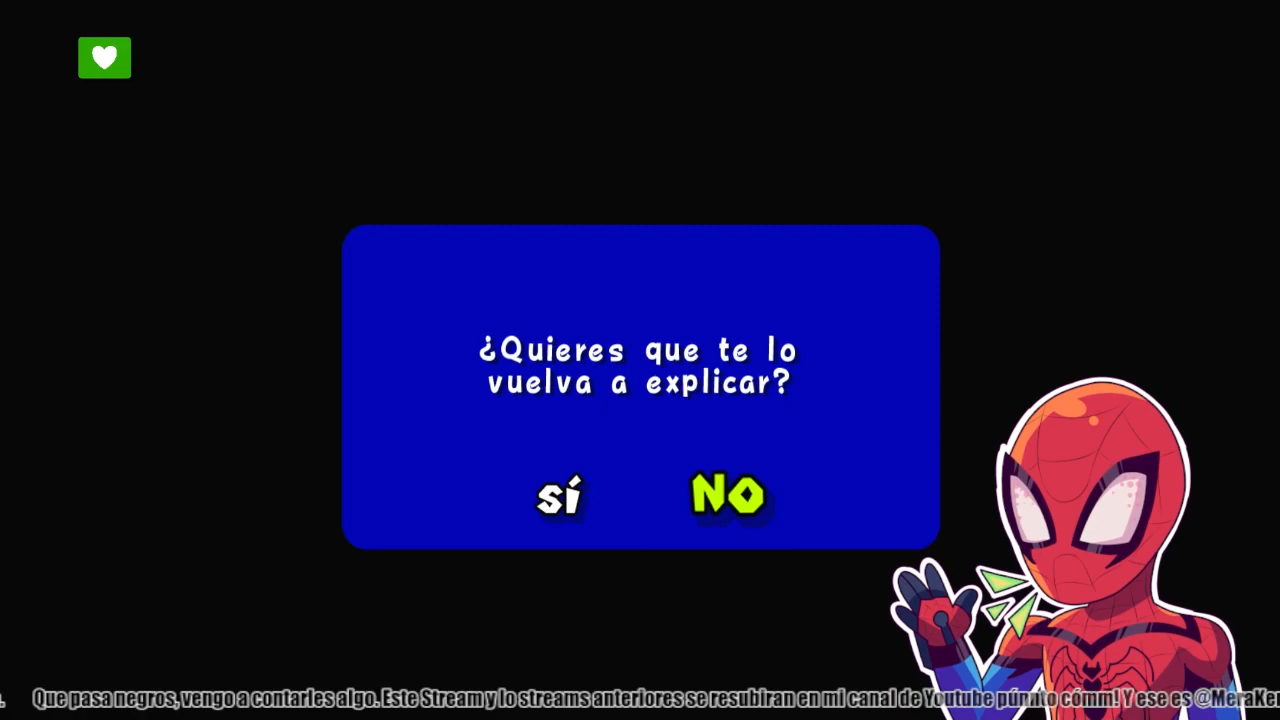 ¿Quieres que te lo
vuelva a explicar?
SÍ NO
. Que pasa negros, vengo a contarles algo. Este Stream y lo streams anteriores se resubiran en mi canal de Youtube púnnto cómm! Y ese es